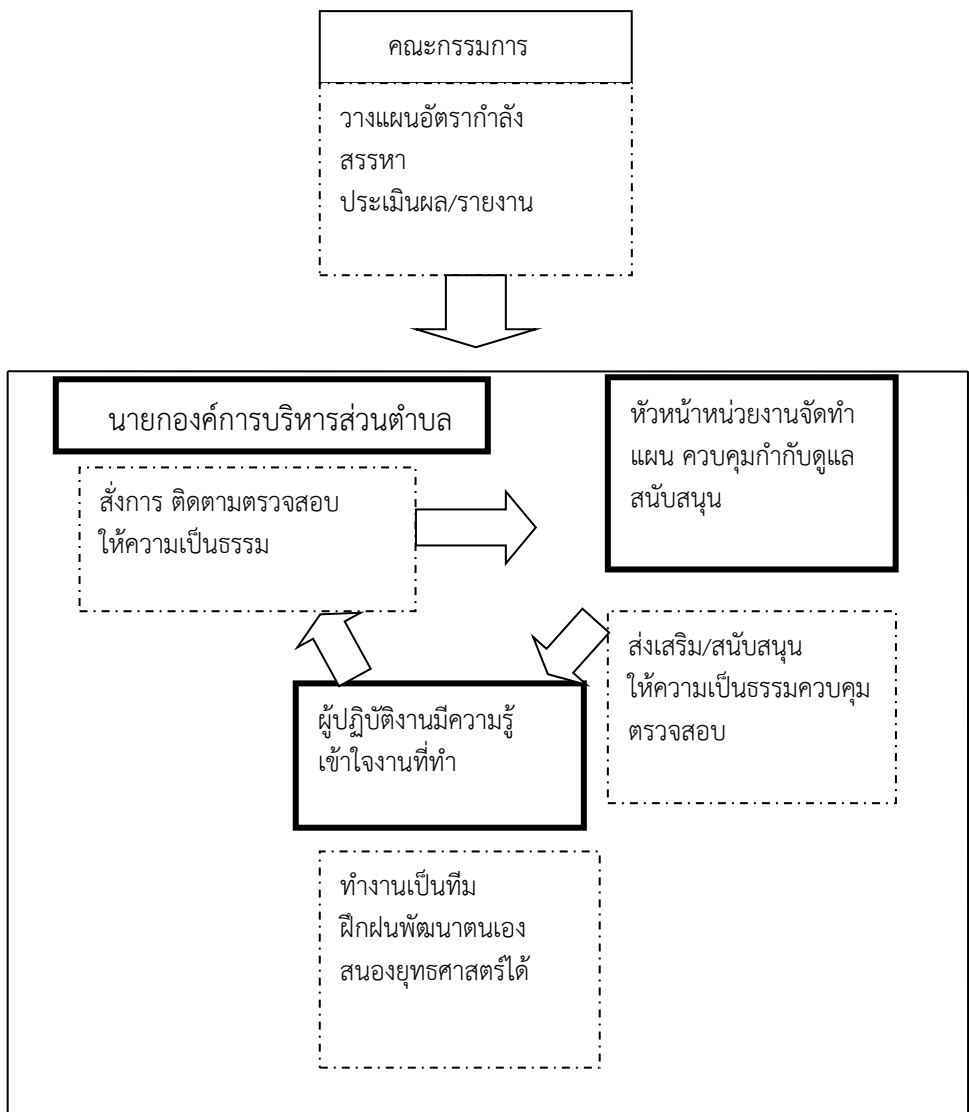 คณะกรรมการ
วางแผนอัตรากำลัง
สรรหา
ประเมินผล/รายงาน
นายกองค์การบริหารส่วนตำบล
สั่งการ ติดตามตรวจสอบ
ให้ความเป็นธรรม
หัวหน้าหน่วยงานจัดทำ
แผน ควบคุมกำกับดูแล
สนับสนุน
ส่งเสริม/สนับสนุน
ให้ความเป็นธรรมควบคุม
ตรวจสอบ
ผู้ปฏิบัติงานมีความรู้
เข้าใจงานที่ทำ
ทำงานเป็นทีม
ฝึกฝนพัฒนาตนเอง
สนองยุทธศาสตร์ได้